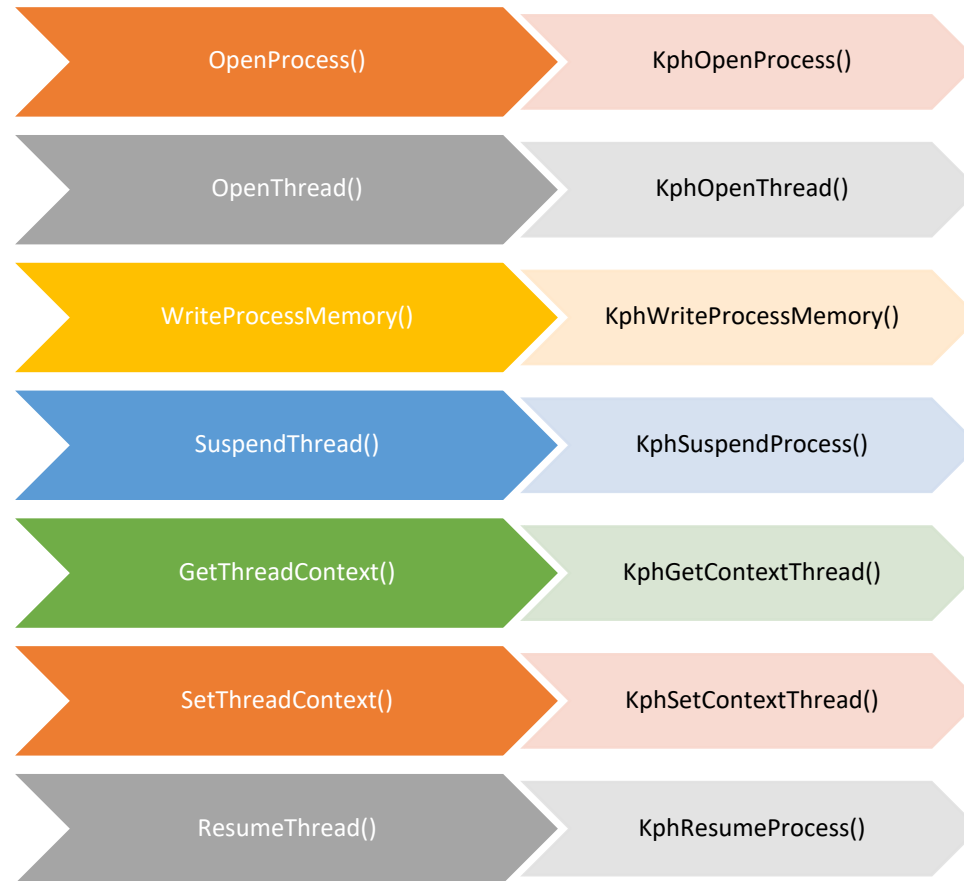 OpenProcess()
KphOpenProcess()
OpenThread()
KphOpenThread()
WriteProcessMemory()
KphWriteProcessMemory()
SuspendThread()
KphSuspendProcess()
GetThreadContext()
KphGetContextThread()
SetThreadContext()
KphSetContextThread()
ResumeThread()
KphResumeProcess()